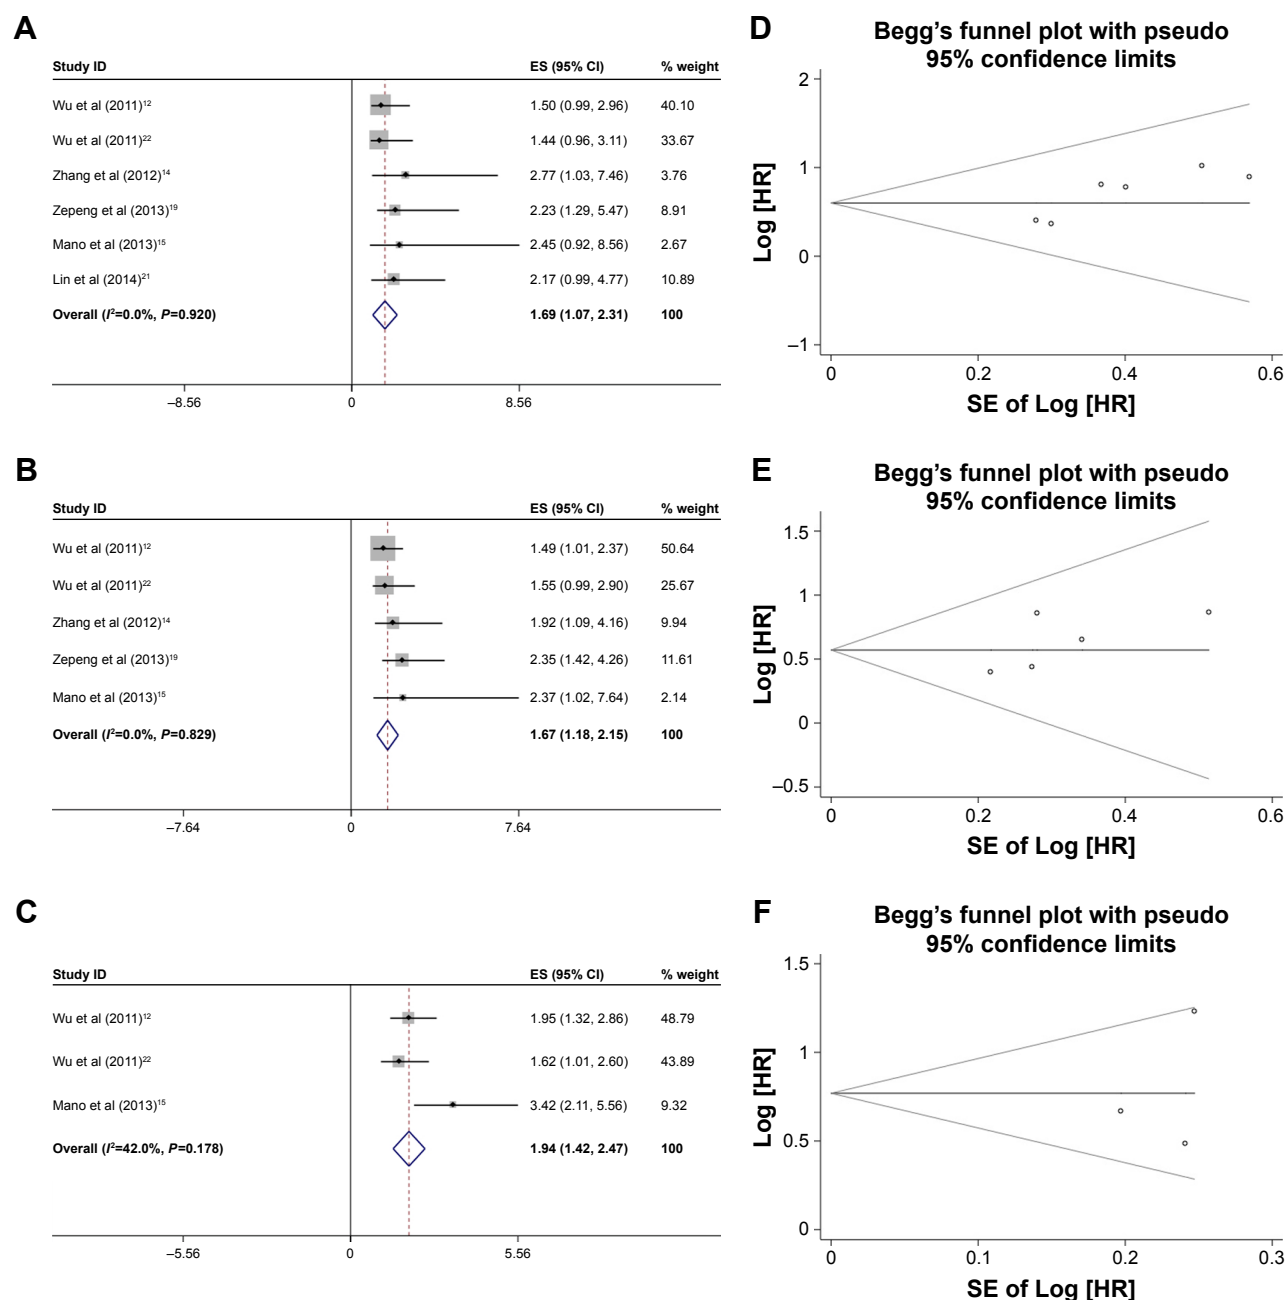 A
Study ID ES (95% CI) % weight
Wu et al (2011)¹² 1.50 (0.99, 2.96) 40.10
Wu et al (2011)²² 1.44 (0.96, 3.11) 33.67
Zhang et al (2012)¹⁴ 2.77 (1.03, 7.46) 3.76
Zepeng et al (2013)¹⁹ 2.23 (1.29, 5.47) 8.91
Mano et al (2013)¹⁵ 2.45 (0.92, 8.56) 2.67
Lin et al (2014)²¹ 2.17 (0.99, 4.77) 10.89
Overall (I²=0.0%, P=0.920) 1.69 (1.07, 2.31) 100
–8.56 0 8.56
D
Begg’s funnel plot with pseudo
95% confidence limits
Log [HR]
2
1
0
–1
0 0.2 0.4 0.6
SE of Log [HR]
B
Study ID ES (95% CI) % weight
Wu et al (2011)¹² 1.49 (1.01, 2.37) 50.64
Wu et al (2011)²² 1.55 (0.99, 2.90) 25.67
Zhang et al (2012)¹⁴ 1.92 (1.09, 4.16) 9.94
Zepeng et al (2013)¹⁹ 2.35 (1.42, 4.26) 11.61
Mano et al (2013)¹⁵ 2.37 (1.02, 7.64) 2.14
Overall (I²=0.0%, P=0.829) 1.67 (1.18, 2.15) 100
–7.64 0 7.64
E
Begg’s funnel plot with pseudo
95% confidence limits
Log [HR]
1.5
1
0.5
0
–0.5
0 0.2 0.4 0.6
SE of Log [HR]
C
Study ID ES (95% CI) % weight
Wu et al (2011)¹² 1.95 (1.32, 2.86) 48.79
Wu et al (2011)²² 1.62 (1.01, 2.60) 43.89
Mano et al (2013)¹⁵ 3.42 (2.11, 5.56) 9.32
Overall (I²=42.0%, P=0.178) 1.94 (1.42, 2.47) 100
–5.56 0 5.56
F
Begg’s funnel plot with pseudo
95% confidence limits
Log [HR]
1.5
1
0.5
0
0 0.1 0.2 0.3
SE of Log [HR]